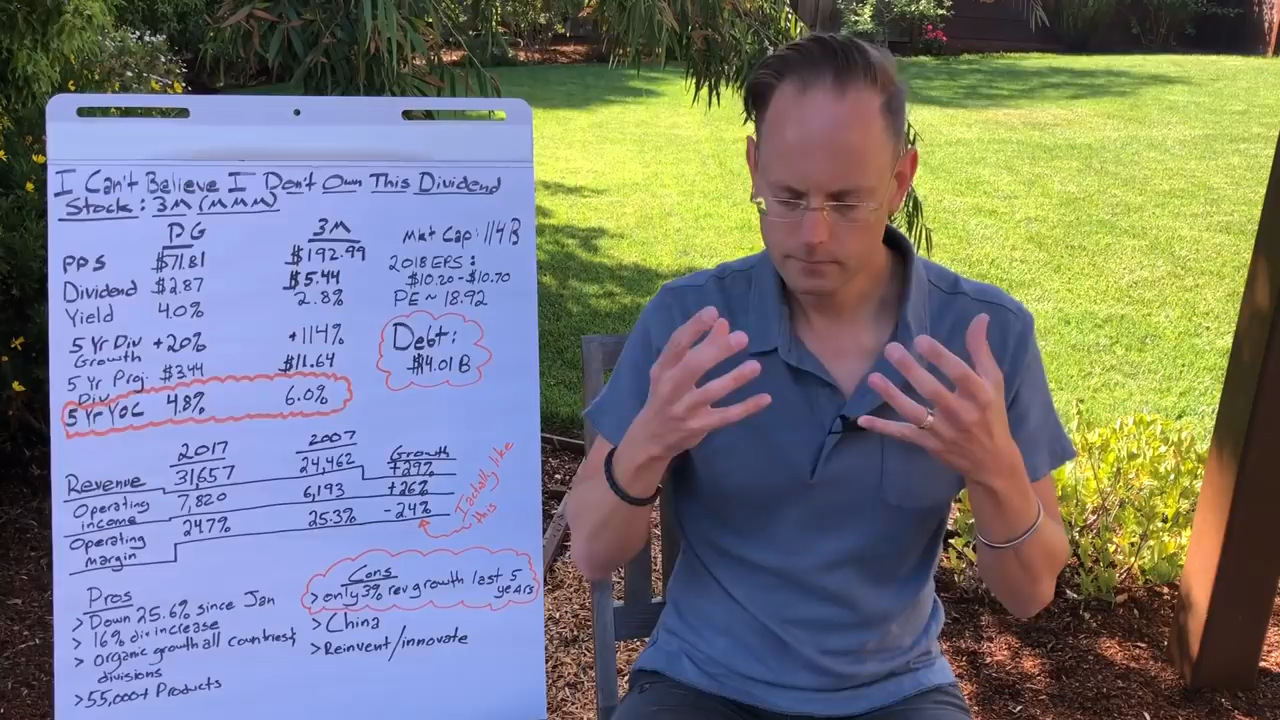 I Can't Believe I Don't Own This Dividend
Stock: 3M (MMM)
PG 3M
PPS $71.81 $192.99
Dividend $2.87 $5.44
Yield 4.0% 2.8%
5 Yr Div +20% +114%
Growth
5 Yr Proj. $3.44 $11.64
Div
5 Yr YOC 4.8% 6.0%
Mkt Cap: 114B
2018 EPS:
$10.20-$10.70
PE ~ 18.92
Debt:
$14.01B
2017 2007 Growth
Revenue 31,657 24,462 +29%
Operating income 7,820 6,193 +26%
Operating margin 24.7% 25.3% -24%
I actually like
this
Pros
> Down 25.6% since Jan
> 16% div increase
> Organic growth all countries &
divisions
> 55,000+ Products
Cons
> only 3% rev growth last 5
years
> China
> Reinvent/innovate